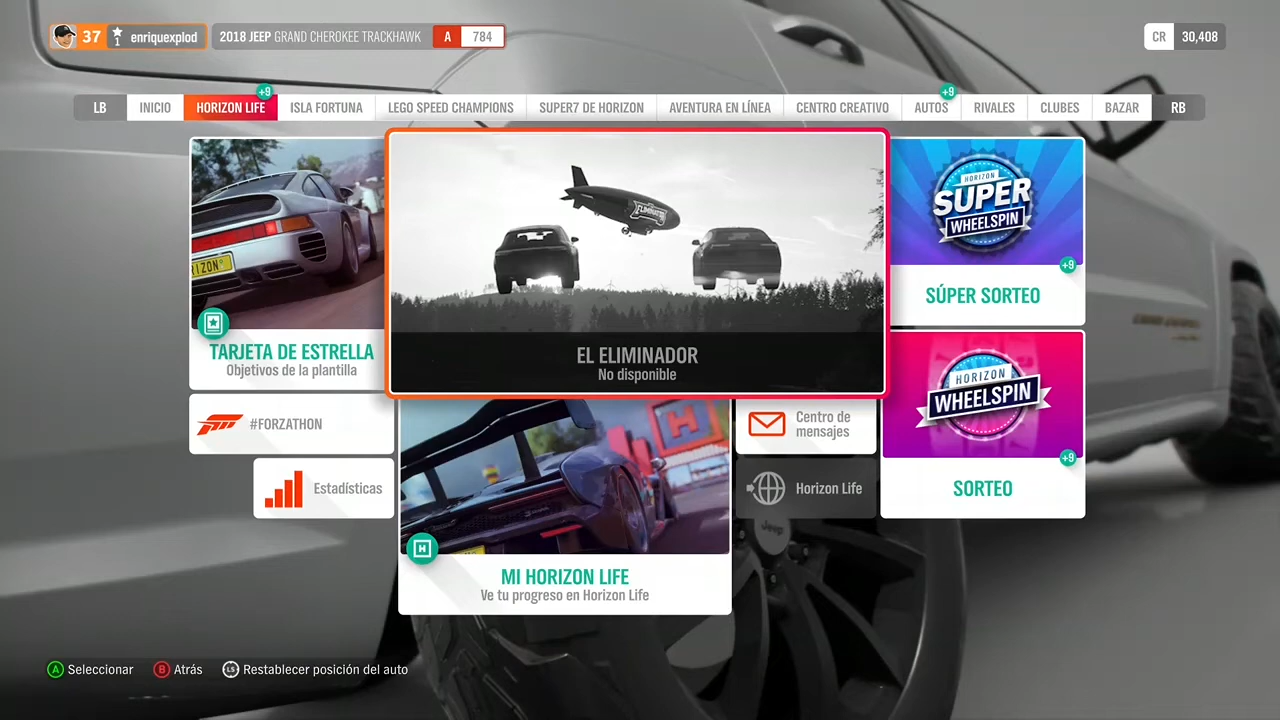 37 enriquexplod
2018 JEEP GRAND CHEROKEE TRACKHAWK A 784
CR 30,408
+9 +9
LB INICIO HORIZON LIFE ISLA FORTUNA LEGO SPEED CHAMPIONS SUPER7 DE HORIZON AVENTURA EN LÍNEA CENTRO CREATIVO AUTOS RIVALES CLUBES BAZAR RB
TARJETA DE ESTRELLA
Objetivos de la plantilla
#FORZATHON
Estadísticas
ELIMINATOR
EL ELIMINADOR
No disponible
MI HORIZON LIFE
Ve tu progreso en Horizon Life
Centro de
mensajes
Horizon Life
Jeep
HORIZON
SUPER
WHEELSPIN
+9
SÚPER SORTEO
HORIZON
WHEELSPIN
+9
SORTEO
A Seleccionar B Atrás LS Restablecer posición del auto